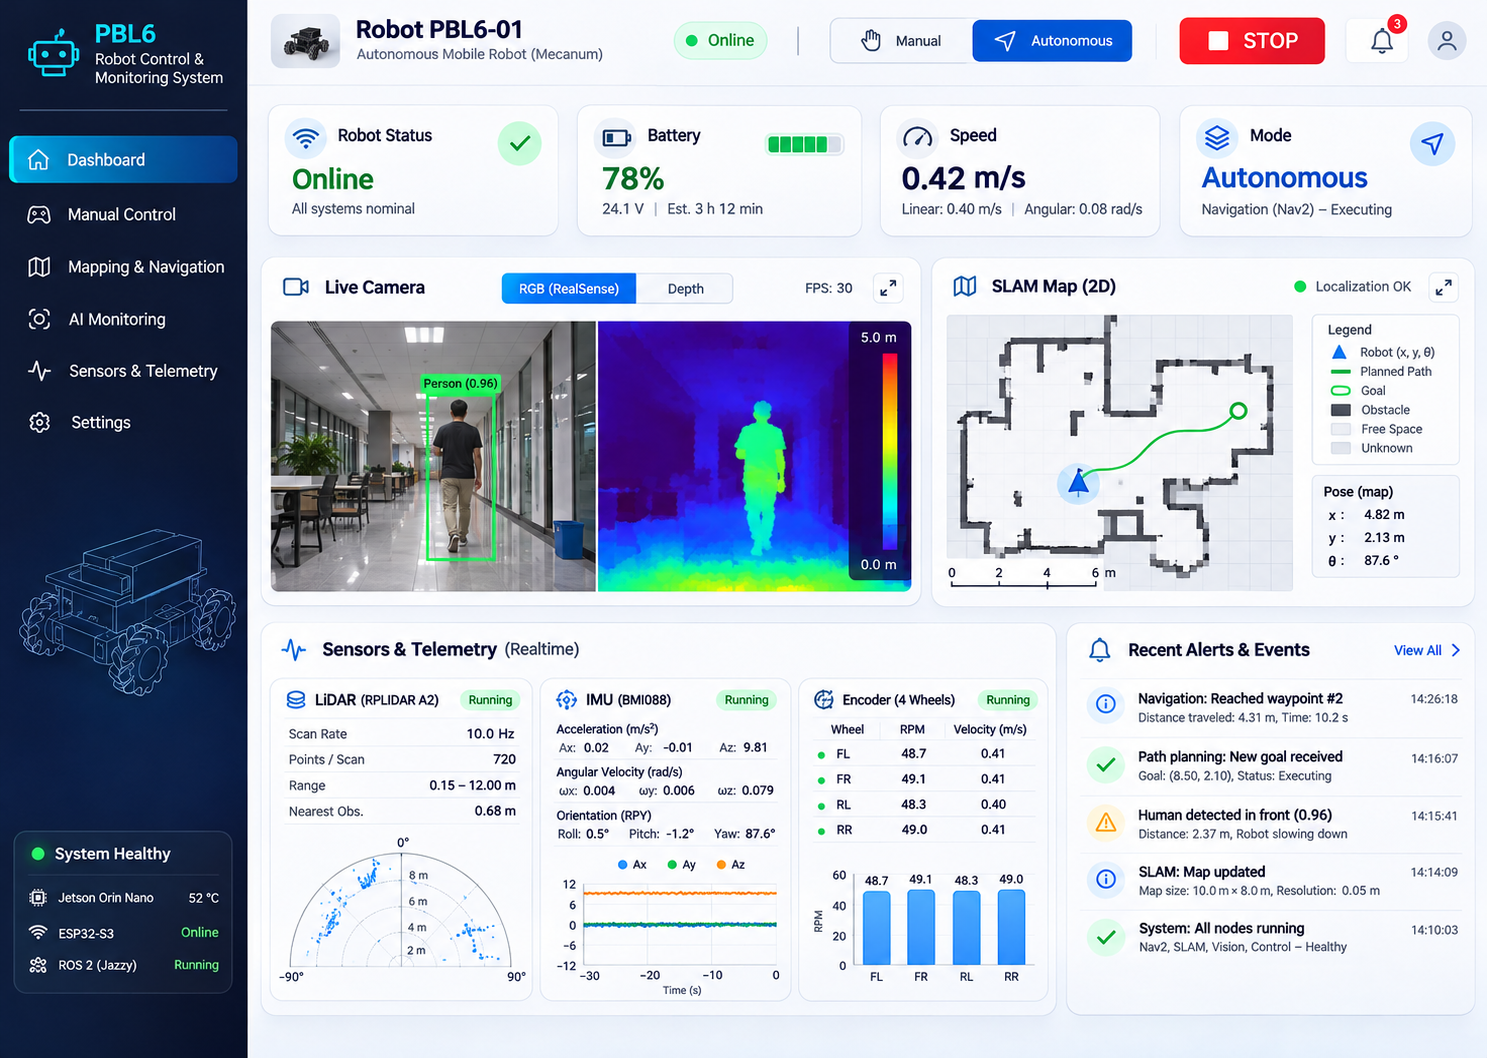 PBL6
Robot Control &
Monitoring System
Dashboard
Manual Control
Mapping & Navigation
AI Monitoring
Sensors & Telemetry
Settings
System Healthy
Jetson Orin Nano 52 °C
ESP32-S3 Online
ROS 2 (Jazzy) Running
Robot PBL6-01
Autonomous Mobile Robot (Mecanum)
Online
Manual
Autonomous
STOP
3
Robot Status
Online
All systems nominal
Battery
78%
24.1 V | Est. 3 h 12 min
Speed
0.42 m/s
Linear: 0.40 m/s | Angular: 0.08 rad/s
Mode
Autonomous
Navigation (Nav2) – Executing
Live Camera
RGB (RealSense)
Depth
FPS: 30
Person (0.96)
5.0 m
0.0 m
SLAM Map (2D)
Localization OK
0 2 4 6 m
Legend
Robot (x, y, θ)
Planned Path
Goal
Obstacle
Free Space
Unknown
Pose (map)
x : 4.82 m
y : 2.13 m
θ : 87.6 °
Sensors & Telemetry (Realtime)
LiDAR (RPLIDAR A2) Running
Scan Rate 10.0 Hz
Points / Scan 720
Range 0.15 – 12.00 m
Nearest Obs. 0.68 m
0°
8 m
6 m
4 m
2 m
-90° 90°
IMU (BMI088) Running
Acceleration (m/s²)
Ax: 0.02 Ay: -0.01 Az: 9.81
Angular Velocity (rad/s)
ωx: 0.004 ωy: 0.006 ωz: 0.079
Orientation (RPY)
Roll: 0.5° Pitch: -1.2° Yaw: 87.6°
Ax Ay Az
12
6
0
-6
-12
-30 -20 -10 0
Time (s)
Encoder (4 Wheels) Running
Wheel RPM Velocity (m/s)
FL 48.7 0.41
FR 49.1 0.41
RL 48.3 0.40
RR 49.0 0.41
RPM
60
40
20
0
48.7 49.1 48.3 49.0
FL FR RL RR
Recent Alerts & Events
View All
Navigation: Reached waypoint #2 14:26:18
Distance traveled: 4.31 m, Time: 10.2 s
Path planning: New goal received 14:16:07
Goal: (8.50, 2.10), Status: Executing
Human detected in front (0.96) 14:15:41
Distance: 2.37 m, Robot slowing down
SLAM: Map updated 14:14:09
Map size: 10.0 m × 8.0 m, Resolution: 0.05 m
System: All nodes running 14:10:03
Nav2, SLAM, Vision, Control – Healthy